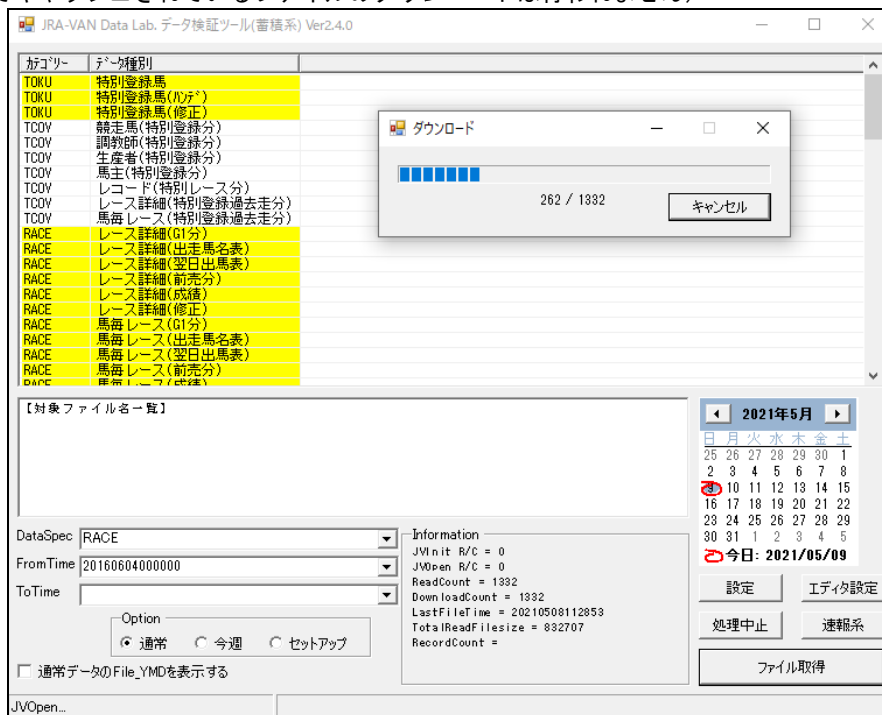 JRA-VAN Data Lab. データ検証ツール(蓄積系) Ver2.4.0
カテゴリー データ種別
TOKU 特別登録馬
TOKU 特別登録馬(ハンデ)
TOKU 特別登録馬(修正)
TCOV 競走馬(特別登録分)
TCOV 調教師(特別登録分)
TCOV 生産者(特別登録分)
TCOV 馬主(特別登録分)
TCOV レコード(特別レース分)
TCOV レース詳細(特別登録過去走分)
TCOV 馬毎レース(特別登録過去走分)
RACE レース詳細(G1分)
RACE レース詳細(出走馬名表)
RACE レース詳細(翌日出馬表)
RACE レース詳細(前売分)
RACE レース詳細(成績)
RACE レース詳細(修正)
RACE 馬毎レース(G1分)
RACE 馬毎レース(出走馬名表)
RACE 馬毎レース(翌日出馬表)
RACE 馬毎レース(前売分)
RACE 馬毎レース(成績)
ダウンロード
262 / 1332
キャンセル
【対象ファイル名一覧】
2021年5月
日 月 火 水 木 金 土
25 26 27 28 29 30 1
2 3 4 5 6 7 8
9 10 11 12 13 14 15
16 17 18 19 20 21 22
23 24 25 26 27 28 29
30 31 1 2 3 4 5
今日: 2021/05/09
DataSpec RACE
FromTime 20160604000000
ToTime
Option
通常 今週 セットアップ
通常データのFile_YMDを表示する
Information
JVInit R/C = 0
JVOpen R/C = 0
ReadCount = 1332
DownloadCount = 1332
LastFileTime = 20210508112853
TotalReadFilesize = 832707
RecordCount =
設定 エディタ設定
処理中止 速報系
ファイル取得
JVOpen...